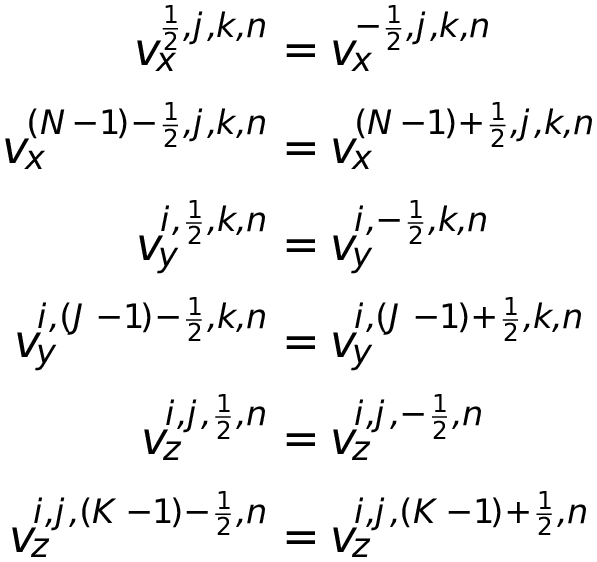 v_x^{\frac{1}{2},j,k,n} = v_x^{-\frac{1}{2},j,k,n}
v_x^{(N-1)-\frac{1}{2},j,k,n} = v_x^{(N-1)+\frac{1}{2},j,k,n}
v_y^{i,\frac{1}{2},k,n} = v_y^{i,-\frac{1}{2},k,n}
v_y^{i,(J-1)-\frac{1}{2},k,n} = v_y^{i,(J-1)+\frac{1}{2},k,n}
v_z^{i,j,\frac{1}{2},n} = v_z^{i,j,-\frac{1}{2},n}
v_z^{i,j,(K-1)-\frac{1}{2},n} = v_z^{i,j,(K-1)+\frac{1}{2},n}